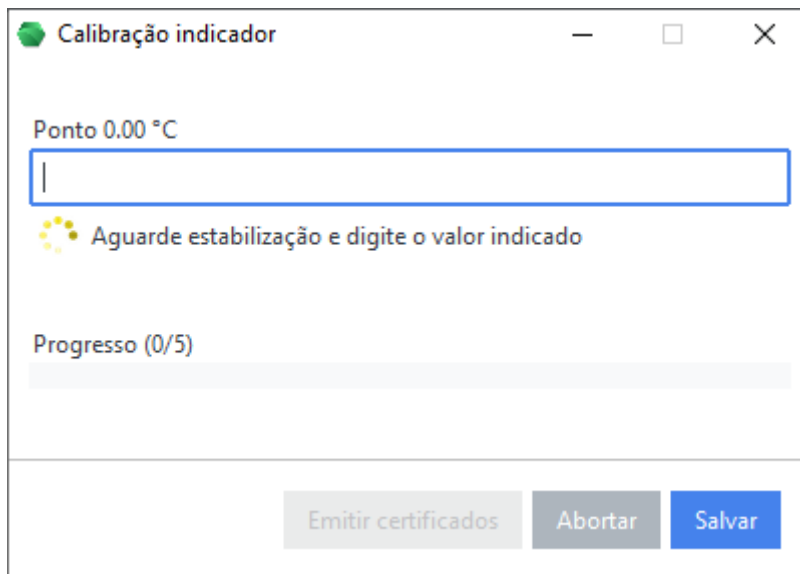 Calibração indicador
Ponto 0.00 °C
Aguarde estabilização e digite o valor indicado
Progresso (0/5)
Emitir certificados Abortar Salvar